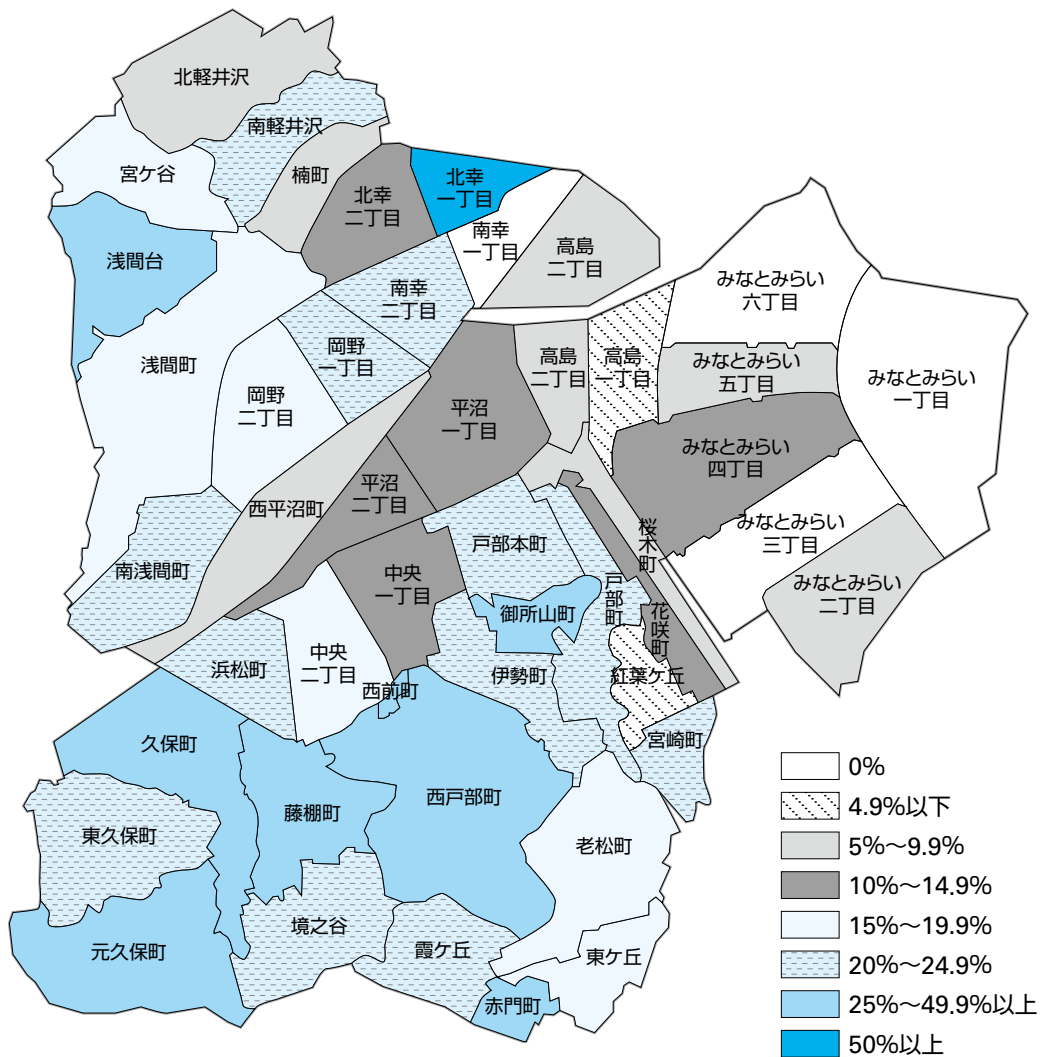 北軽井沢
南軽井沢
宮ケ谷
楠町
北幸
二丁目
北幸
一丁目
南幸
一丁目
高島
二丁目
浅間台
南幸
二丁目
みなとみらい
六丁目
浅間町
岡野
一丁目
高島
二丁目
高島
一丁目
みなとみらい
五丁目
みなとみらい
一丁目
岡野
二丁目
平沼
一丁目
みなとみらい
四丁目
西平沼町
平沼
二丁目
みなとみらい
三丁目
桜木町
戸部本町
南浅間町
中央
一丁目
戸部町
みなとみらい
二丁目
御所山町
花咲町
浜松町
中央
二丁目
西前町
伊勢町
紅葉ケ丘
宮崎町
久保町
藤棚町
西戸部町
東久保町
老松町
元久保町
境之谷
霞ケ丘
東ケ丘
赤門町
0%
4.9%以下
5%〜9.9%
10%〜14.9%
15%〜19.9%
20%〜24.9%
25%〜49.9%以上
50%以上